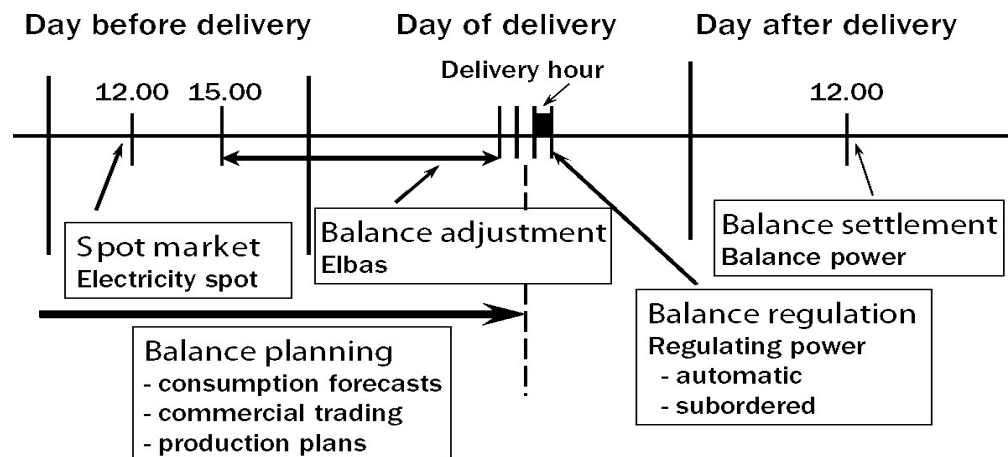 Day before delivery
Day of delivery
Day after delivery
Delivery hour
12.00
15.00
12.00
Spot market
Electricity spot
Balance adjustment
Elbas
Balance settlement
Balance power
Balance regulation
Regulating power
- automatic
- subordered
Balance planning
- consumption forecasts
- commercial trading
- production plans